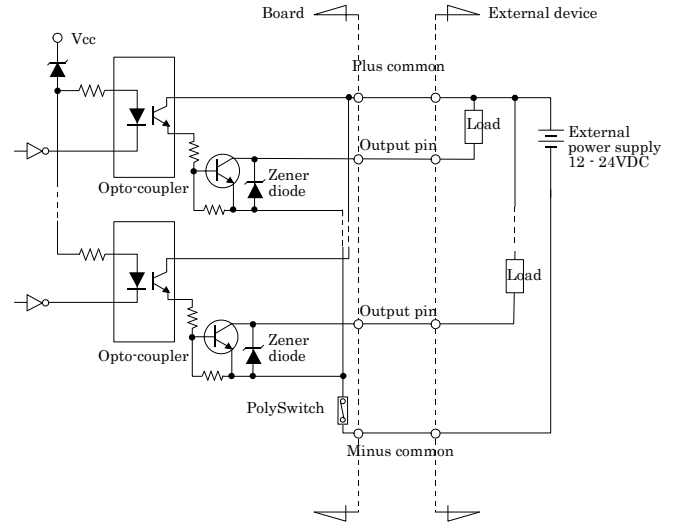 Board
External device
Vcc
Plus common
Load
External
power supply
12 - 24VDC
Output pin
Opto-coupler
Zener
diode
Load
Output pin
Opto-coupler
Zener
diode
PolySwitch
Minus common